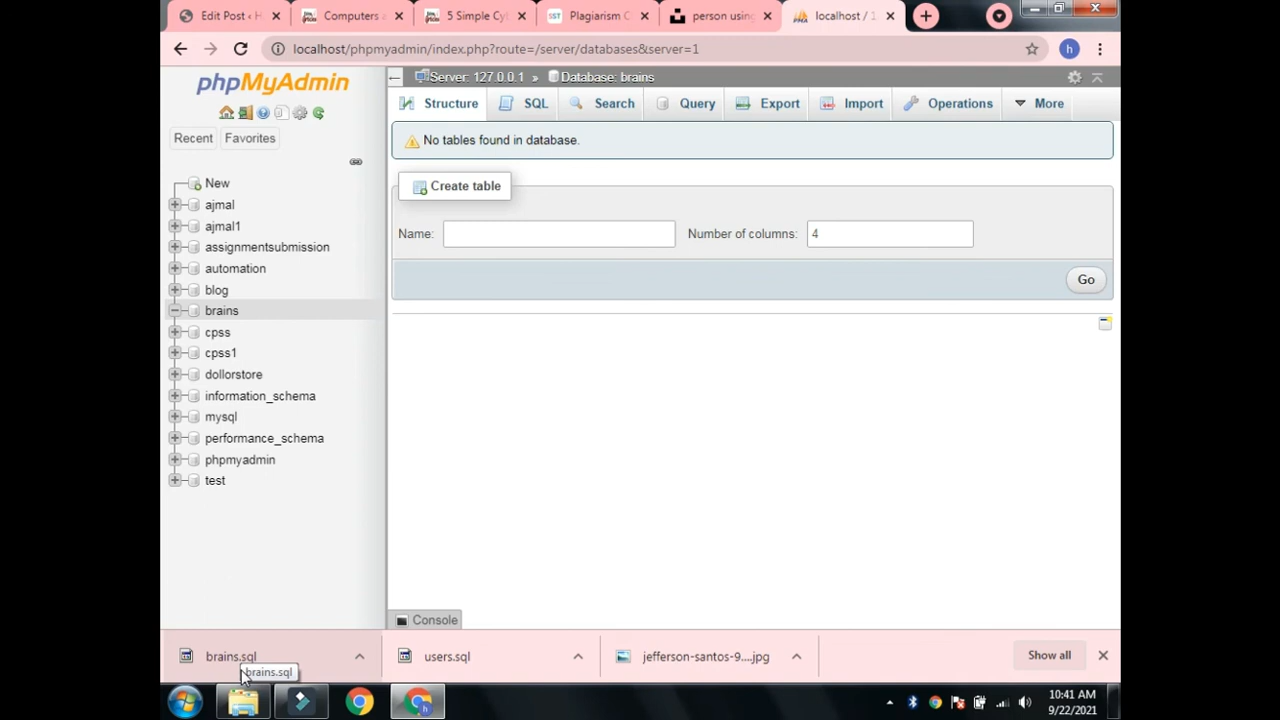 Edit Post ‹ H
Computers a
5 Simple Cy
SST Plagiarism C
person using
localhost / 1
localhost/phpmyadmin/index.php?route=/server/databases&server=1
h
phpMyAdmin
Recent Favorites
New
ajmal
ajmal1
assignmentsubmission
automation
blog
brains
cpss
cpss1
dollorstore
information_schema
mysql
performance_schema
phpmyadmin
test
Server: 127.0.0.1 » Database: brains
Structure SQL Search Query Export Import Operations More
No tables found in database.
Create table
Name: Number of columns: 4
Go
Console
brains.sql users.sql jefferson-santos-9....jpg Show all
brains.sql
h
10:41 AM
9/22/2021